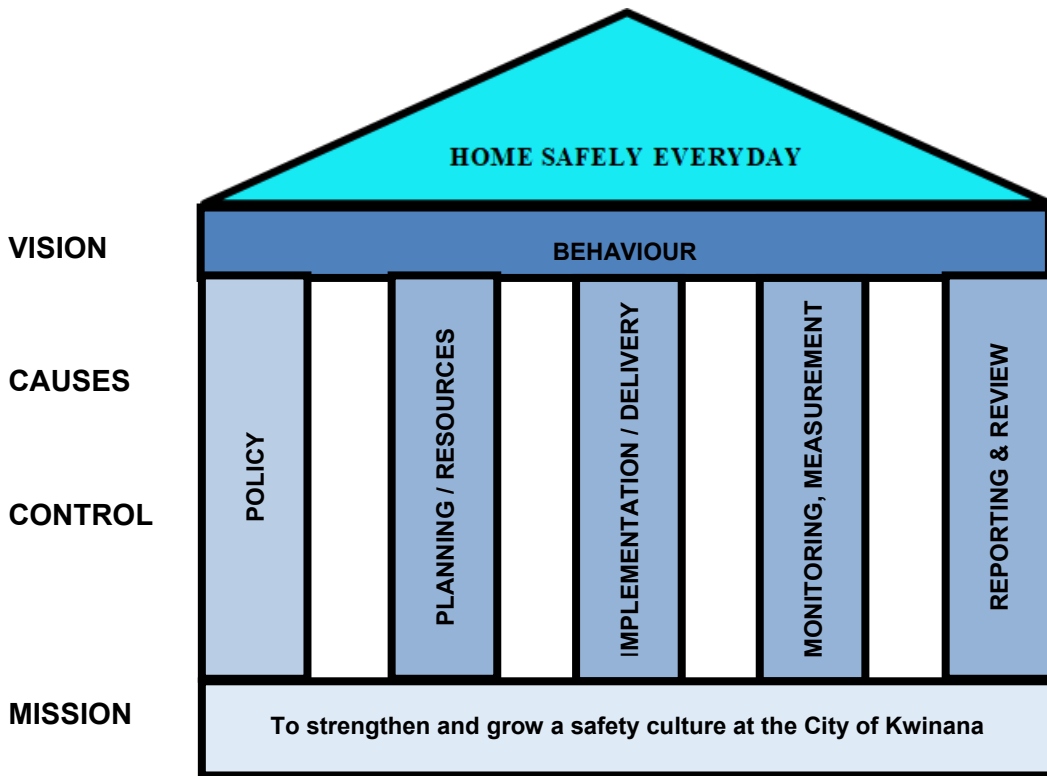 HOME SAFELY EVERYDAY
VISION
BEHAVIOUR
CAUSES
CONTROL
POLICY
PLANNING / RESOURCES
IMPLEMENTATION / DELIVERY
MONITORING, MEASUREMENT
REPORTING & REVIEW
MISSION
To strengthen and grow a safety culture at the City of Kwinana